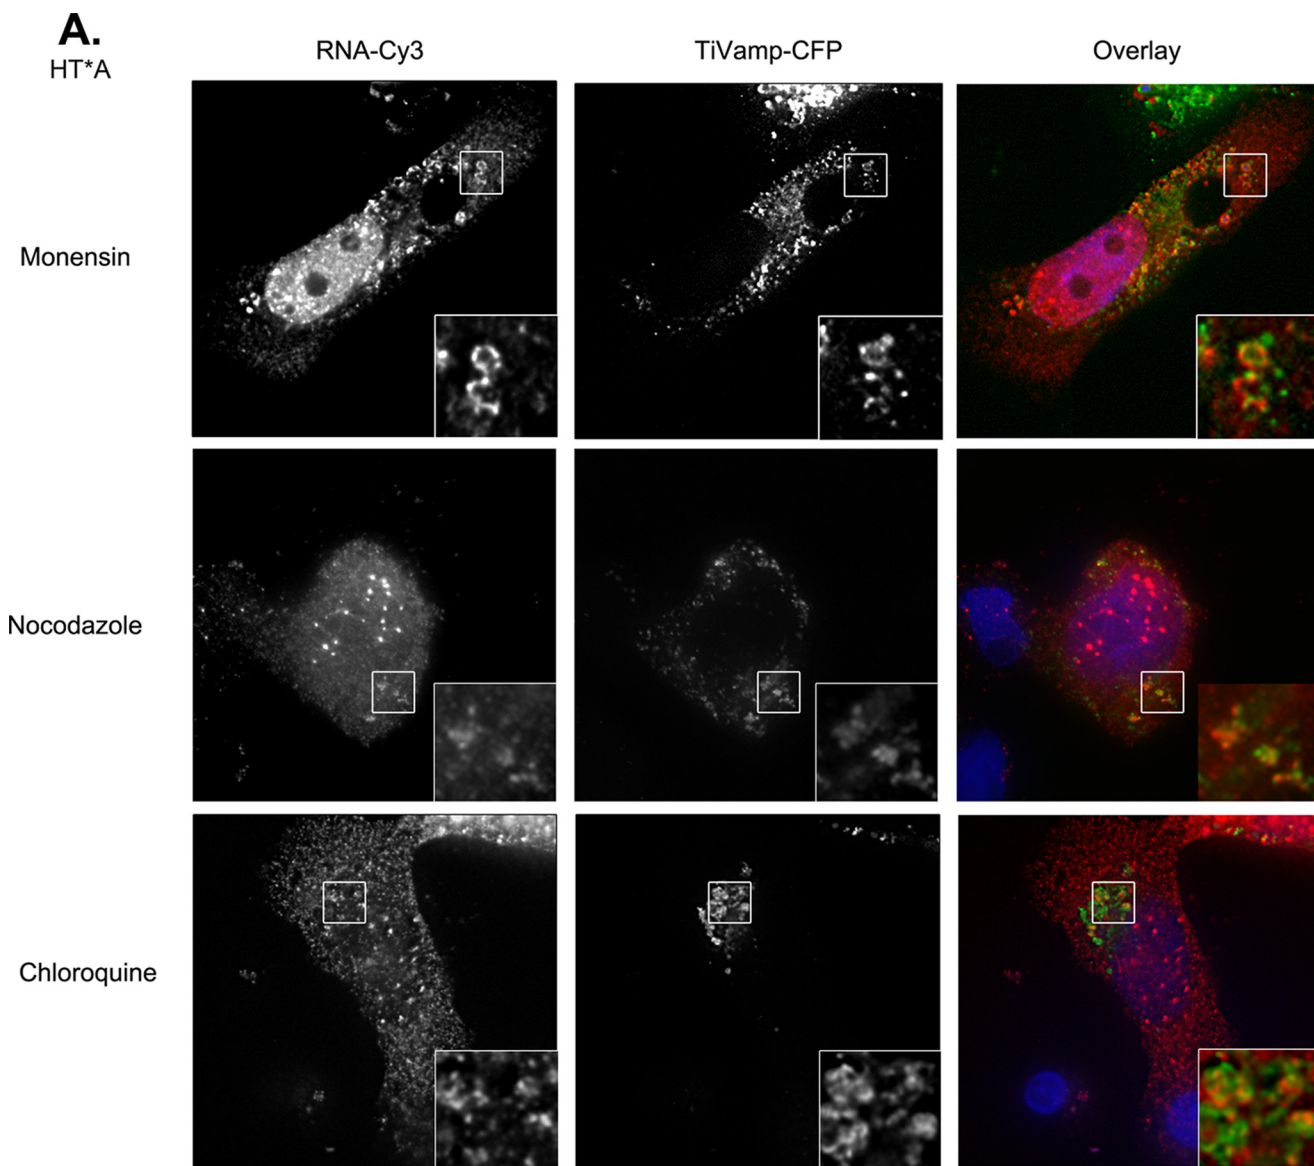 A.
HT*A
RNA-Cy3
TiVamp-CFP
Overlay
Monensin
Nocodazole
Chloroquine